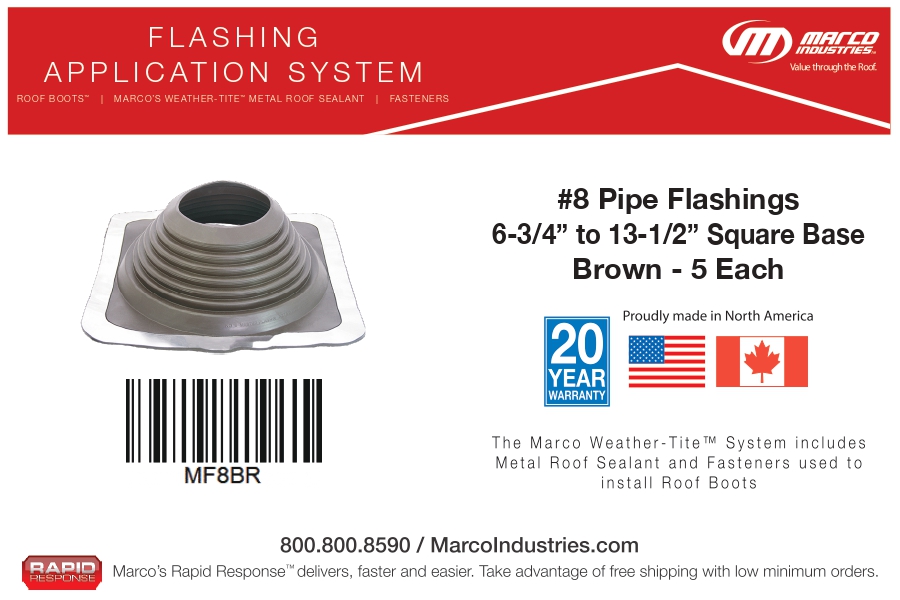 FLASHING
APPLICATION SYSTEM
ROOF BOOTS™ | MARCO'S WEATHER-TITE™ METAL ROOF SEALANT | FASTENERS
MARCO
INDUSTRIES™
Value through the Roof.
#8 Pipe Flashings
6-3/4” to 13-1/2” Square Base
Brown - 5 Each
Proudly made in North America
20
YEAR
WARRANTY
MF8BR
The Marco Weather-Tite™ System includes
Metal Roof Sealant and Fasteners used to
install Roof Boots
800.800.8590 / MarcoIndustries.com
RAPID
RESPONSE
Marco’s Rapid Response™ delivers, faster and easier. Take advantage of free shipping with low minimum orders.